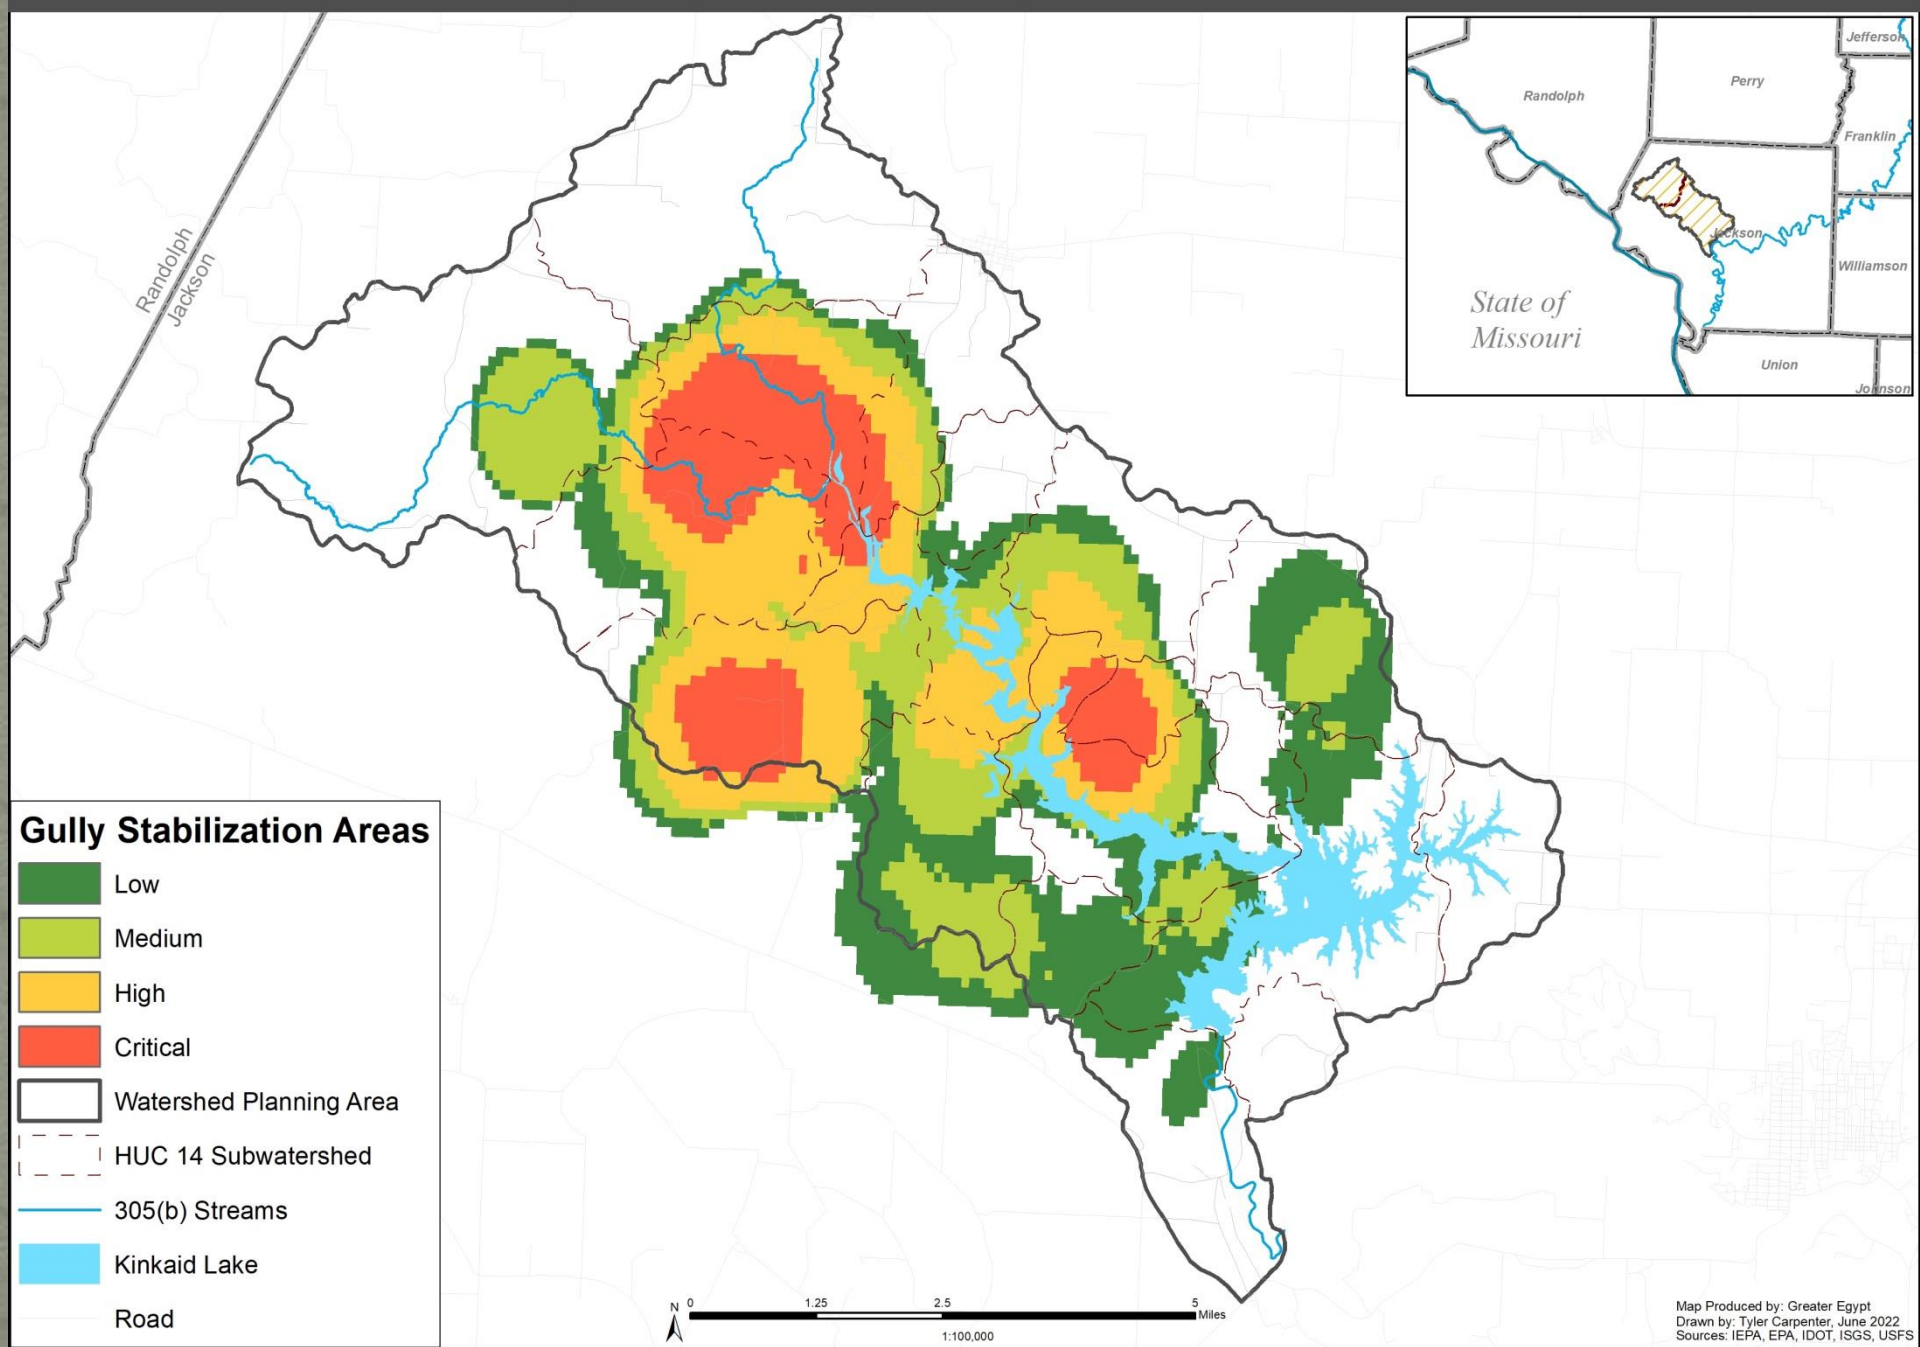 Randolph
Jackson
Jefferson
Perry
Randolph
Franklin
Jackson
Williamson
State of
Missouri
Union
Johnson
Gully Stabilization Areas
Low
Medium
High
Critical
Watershed Planning Area
HUC 14 Subwatershed
305(b) Streams
Kinkaid Lake
Road
N
0
1.25
2.5
5
Miles
1:100,000
Map Produced by: Greater Egypt
Drawn by: Tyler Carpenter, June 2022
Sources: IEPA, EPA, IDOT, ISGS, USFS